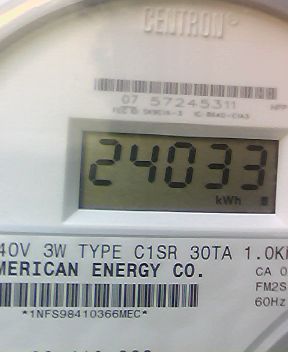 CENTRON®
07 57245311
24033
kWh
40V 3W TYPE C1SR 30TA 1.0K
MERICAN ENERGY CO.
CA 0
FM2S
60Hz
*1NFS98410366MEC*